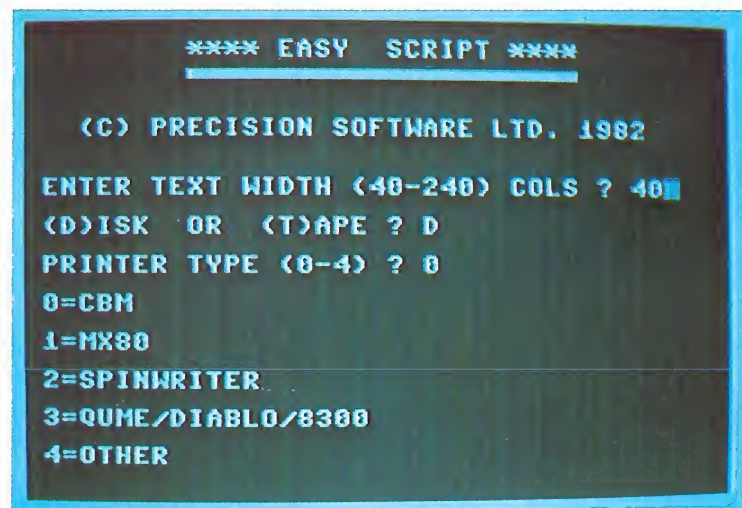 **** EASY SCRIPT ****
(C) PRECISION SOFTWARE LTD. 1982
ENTER TEXT WIDTH (40-240) COLS ? 40
(D)ISK OR (T)APE ? D
PRINTER TYPE (0-4) ? 0
0=CBM
1=MX80
2=SPINWRITER
3=QUME/DIABLO/8300
4=OTHER